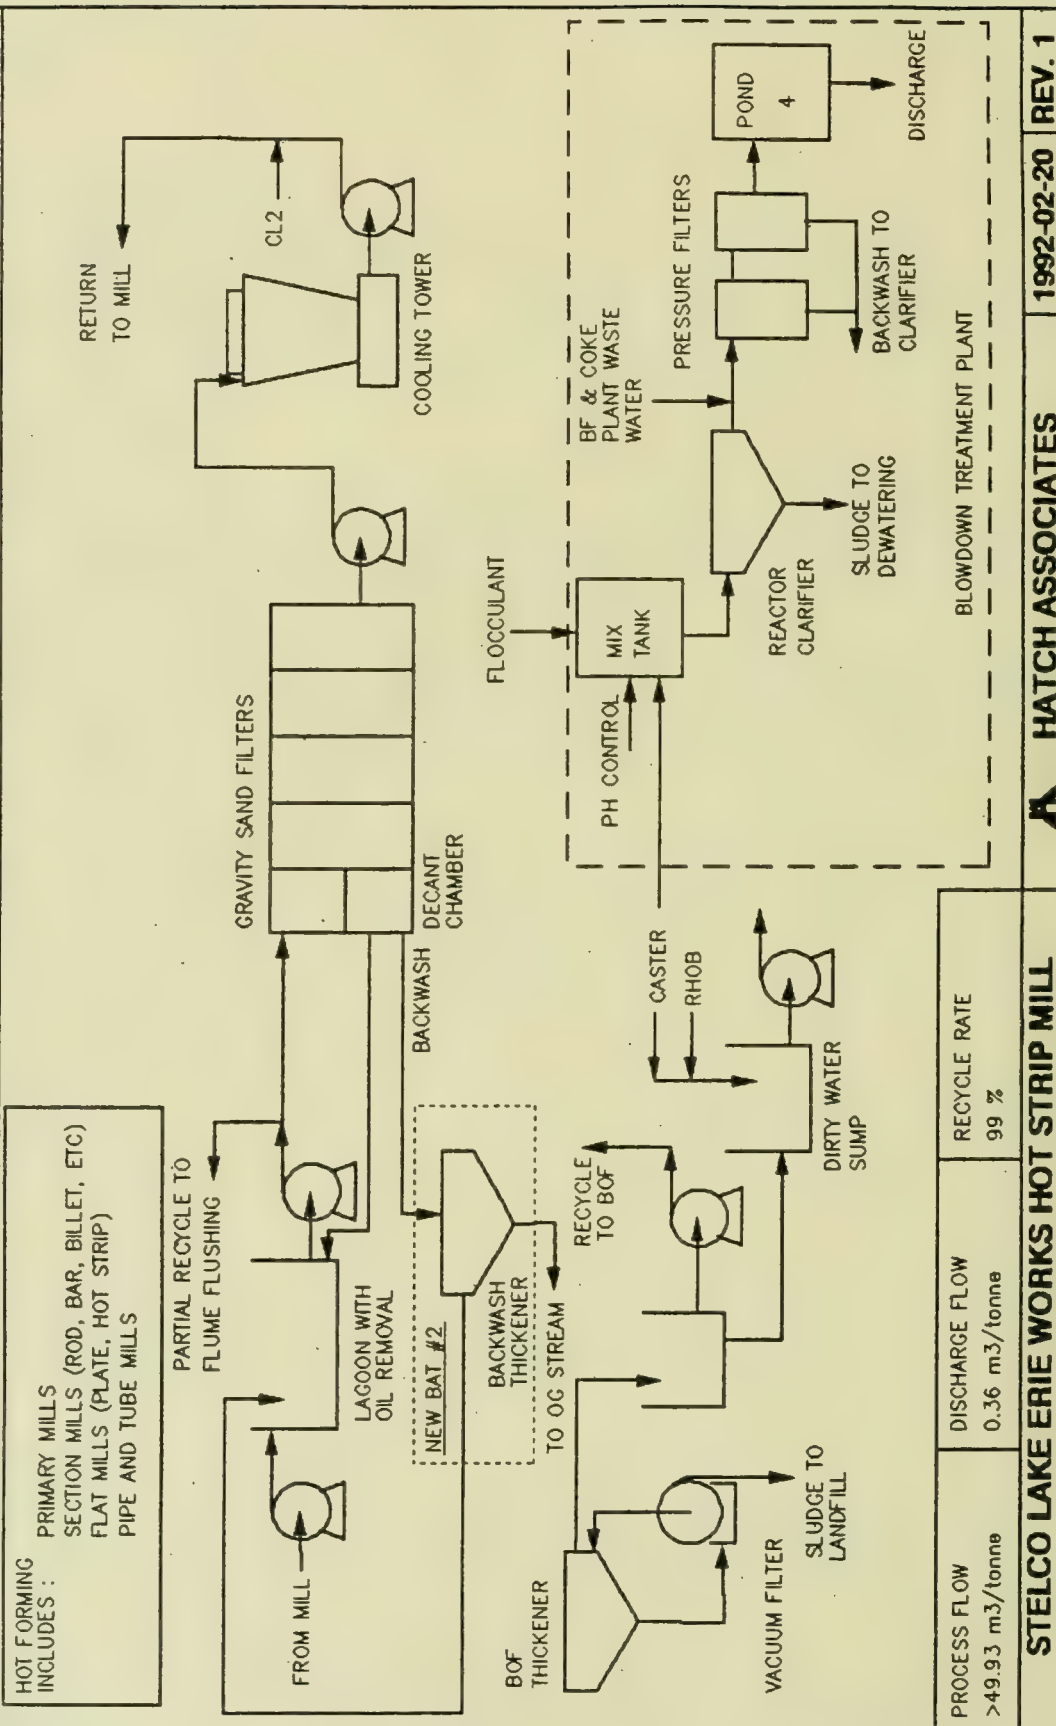 HOT FORMING
INCLUDES :
PRIMARY MILLS
SECTION MILLS (ROD, BAR, BILLET, ETC)
FLAT MILLS (PLATE, HOT STRIP)
PIPE AND TUBE MILLS
RETURN
TO MILL
CL2
COOLING TOWER
GRAVITY SAND FILTERS
DECANT
CHAMBER
BACKWASH
PARTIAL RECYCLE TO
FLUME FLUSHING
FROM MILL
LAGOON WITH
OIL REMOVAL
NEW BAT #2
BACKWASH
THICKENER
TO OG STREAM
BOF
THICKENER
VACUUM FILTER
SLUDGE TO
LANDFILL
RECYCLE
TO BOF
DIRTY WATER
SUMP
CASTER
RHOB
FLOCCULANT
PH CONTROL
MIX
TANK
REACTOR
CLARIFIER
SLUDGE TO
DEWATERING
BF & COKE
PLANT WASTE
WATER
PRESSURE FILTERS
BACKWASH TO
CLARIFIER
POND
4
DISCHARGE
BLOWDOWN TREATMENT PLANT
PROCESS FLOW
>49.93 m3/tonne
DISCHARGE FLOW
0.36 m3/tonne
RECYCLE RATE
99 %
STELCO LAKE ERIE WORKS HOT STRIP MILL
HATCH ASSOCIATES
1992-02-20
REV. 1